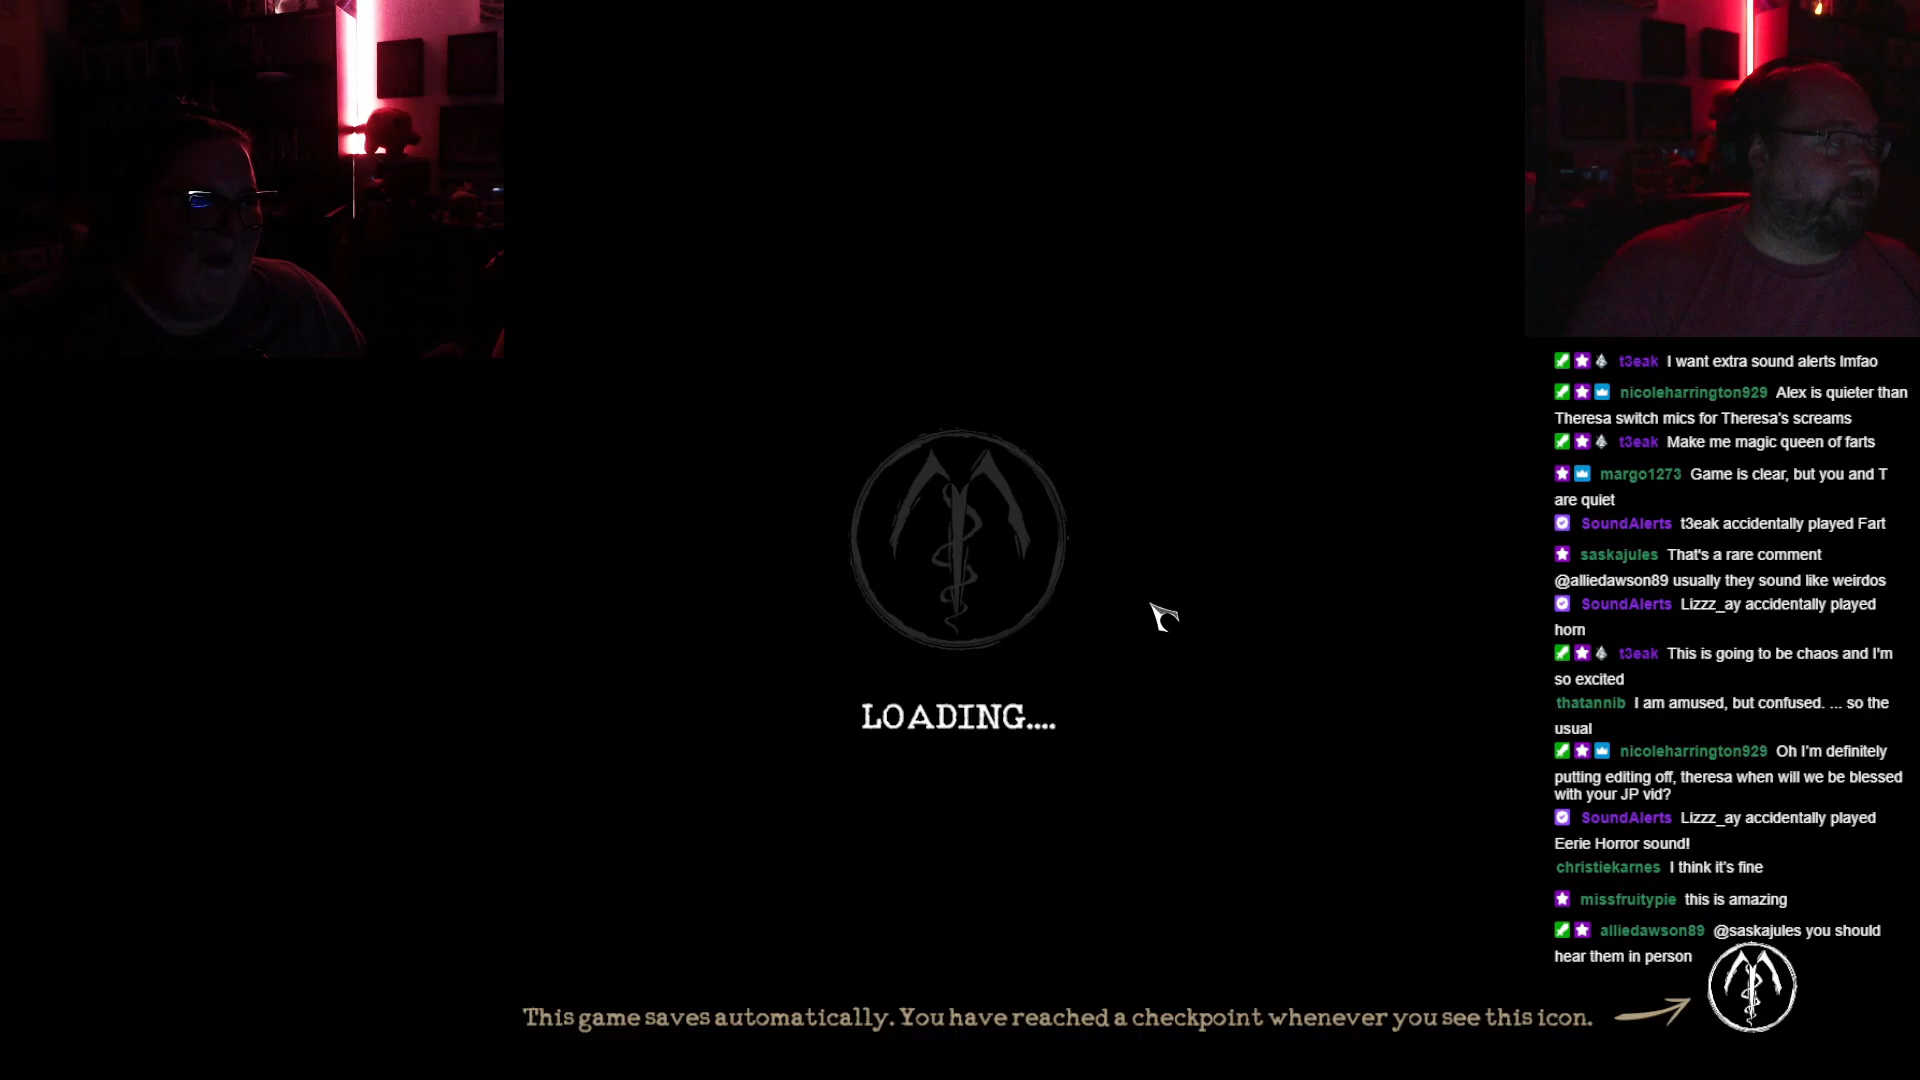 t3eak I want extra sound alerts lmfao
nicoleharrington929 Alex is quieter than
Theresa switch mics for Theresa's screams
t3eak Make me magic queen of farts
margo1273 Game is clear, but you and T
are quiet
SoundAlerts t3eak accidentally played Fart
saskajules That's a rare comment
@alliedawson89 usually they sound like weirdos
SoundAlerts Lizzz_ay accidentally played
horn
t3eak This is going to be chaos and I'm
so excited
thatannib I am amused, but confused. ... so the
usual
nicoleharrington929 Oh I'm definitely
putting editing off, theresa when will we be blessed
with your JP vid?
SoundAlerts Lizzz_ay accidentally played
Eerie Horror sound!
christiekarnes I think it's fine
missfruitypie this is amazing
alliedawson89 @saskajules you should
hear them in person
LOADING....
This game saves automatically. You have reached a checkpoint whenever you see this icon.